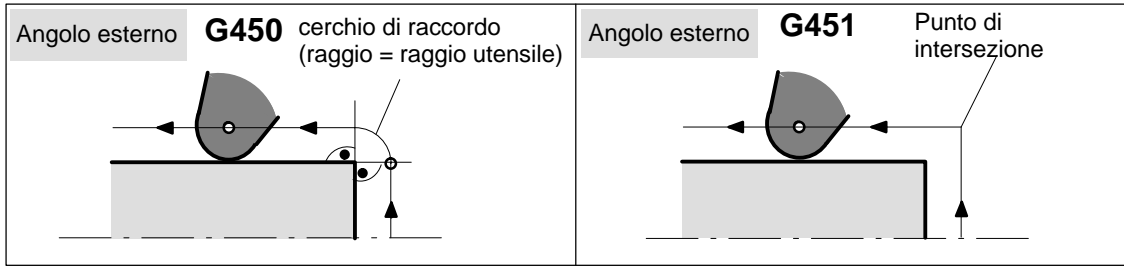 Angolo esterno G450 cerchio di raccordo
(raggio = raggio utensile)
Angolo esterno G451 Punto di
intersezione